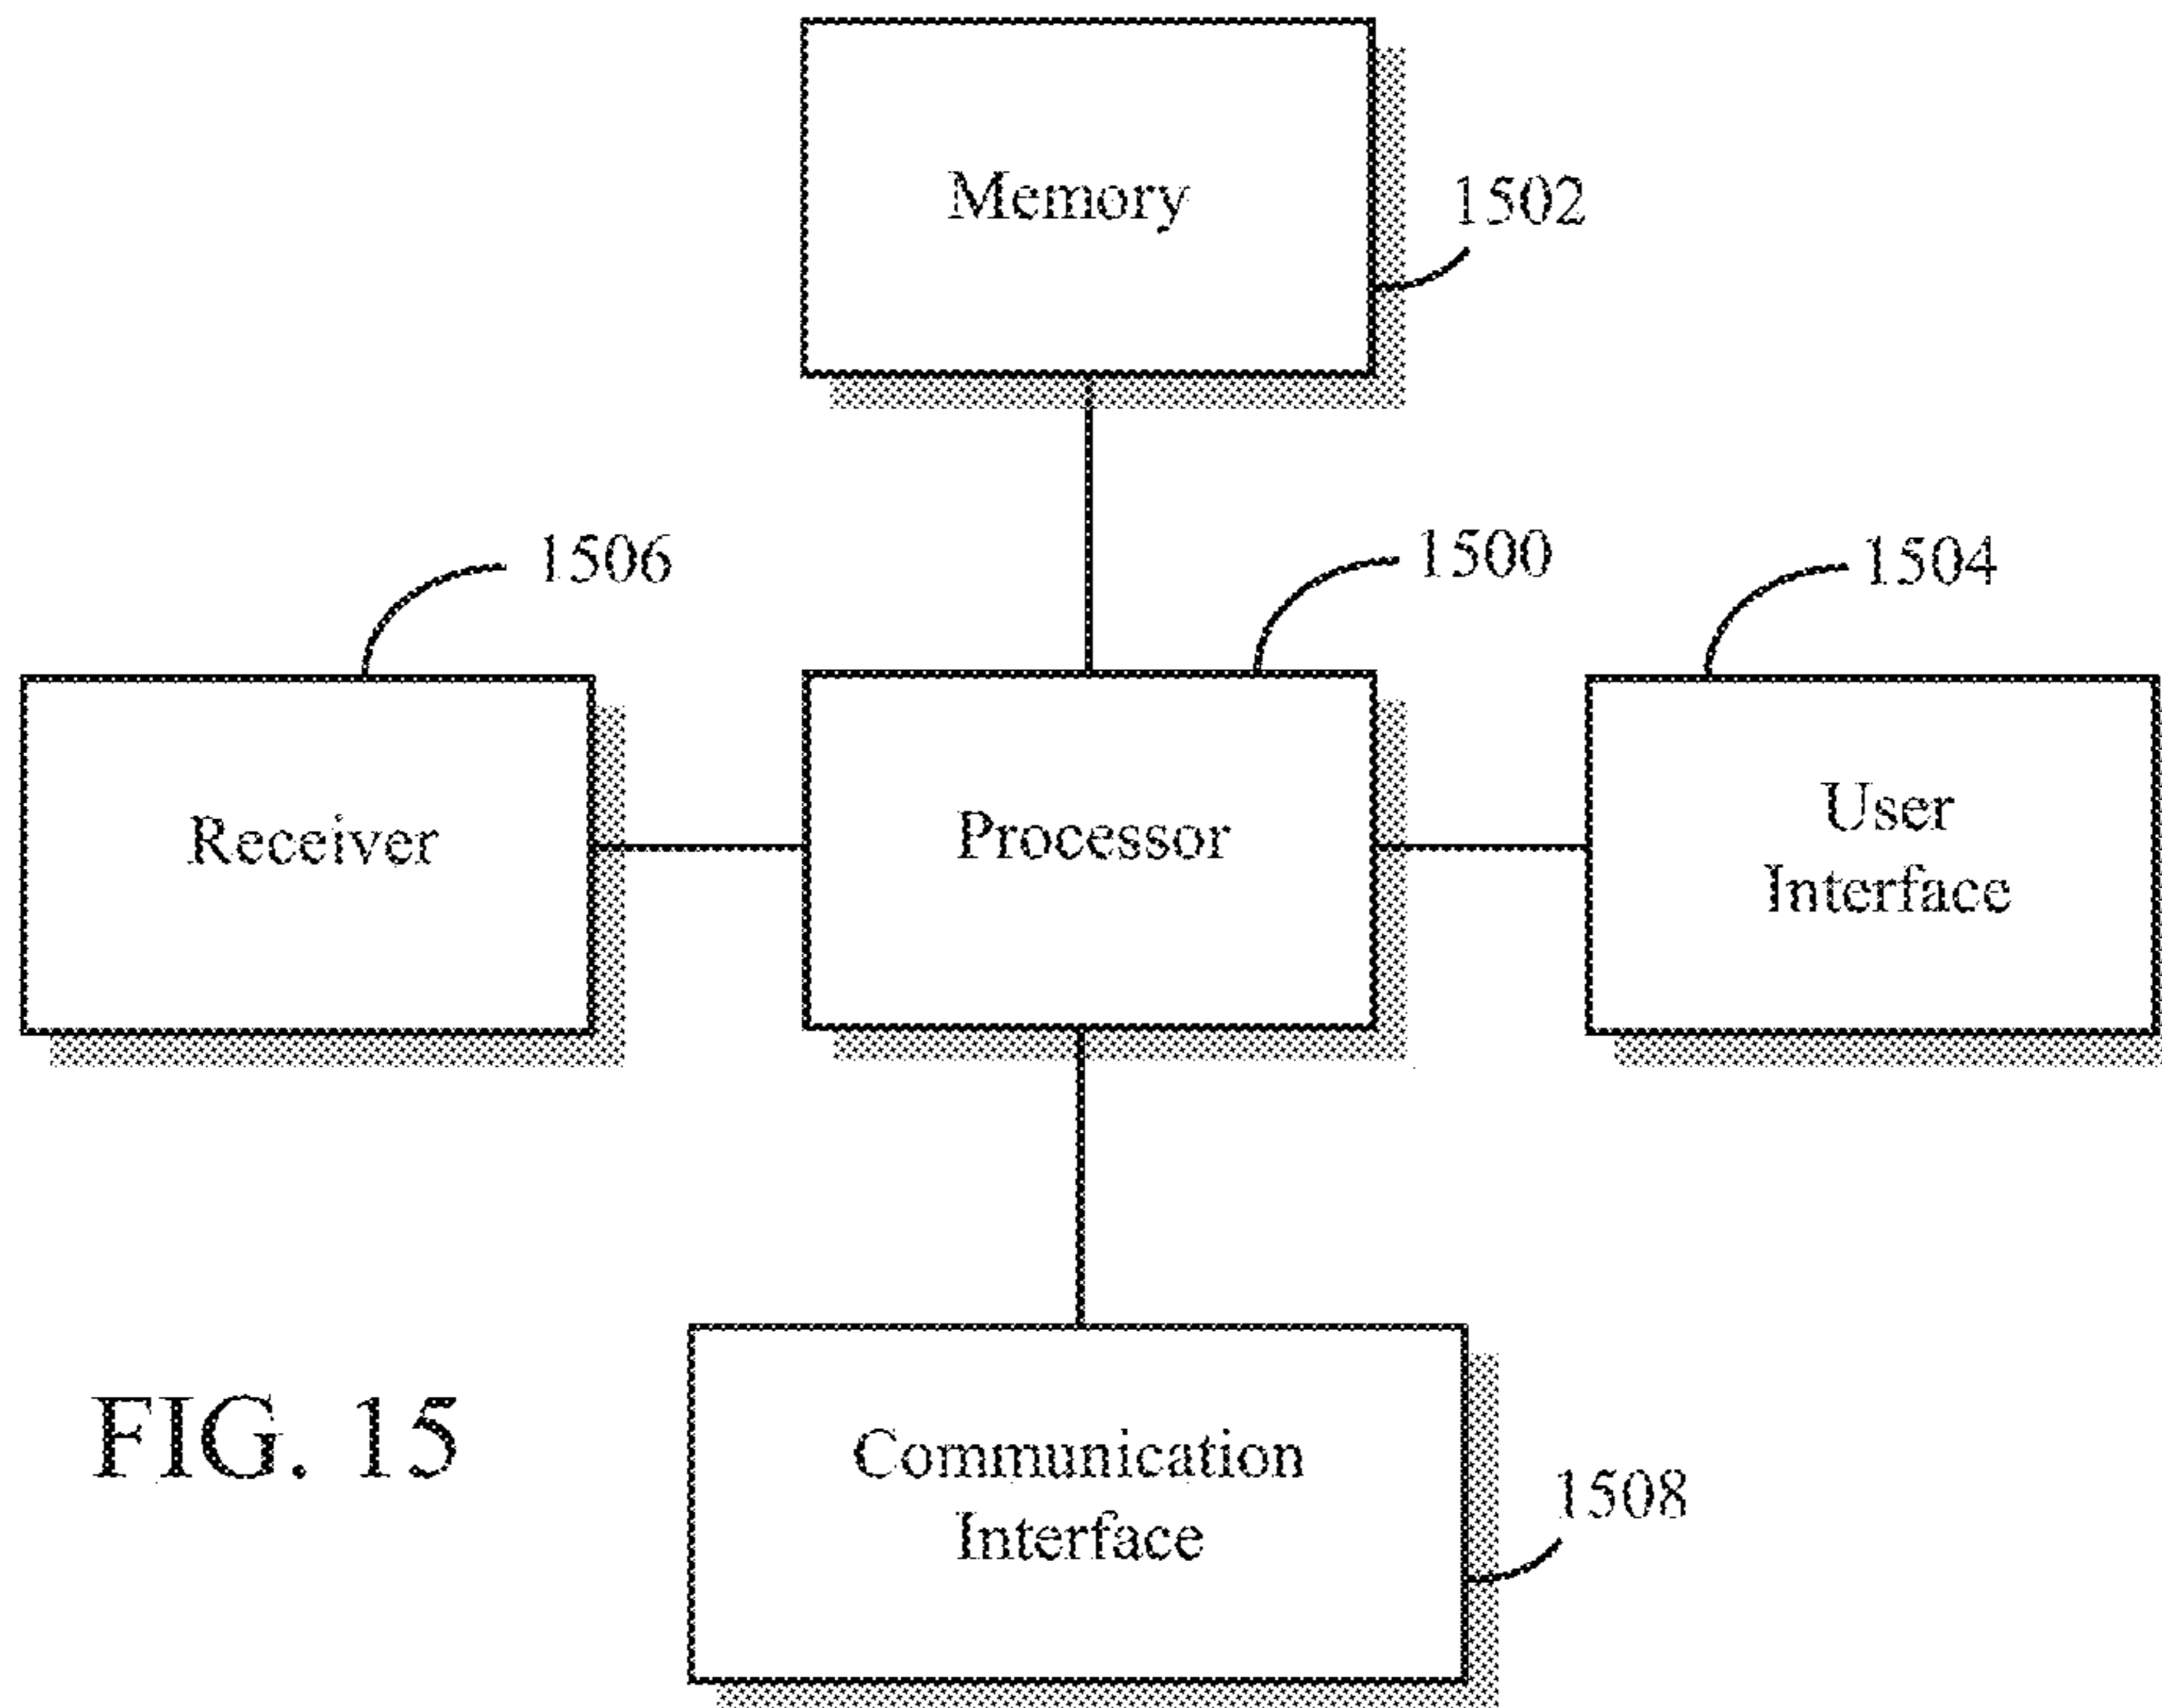 Memory
1502
1506
1500
1504
Receiver
Processor
User
Interface
FIG. 15
Communication
Interface
1508